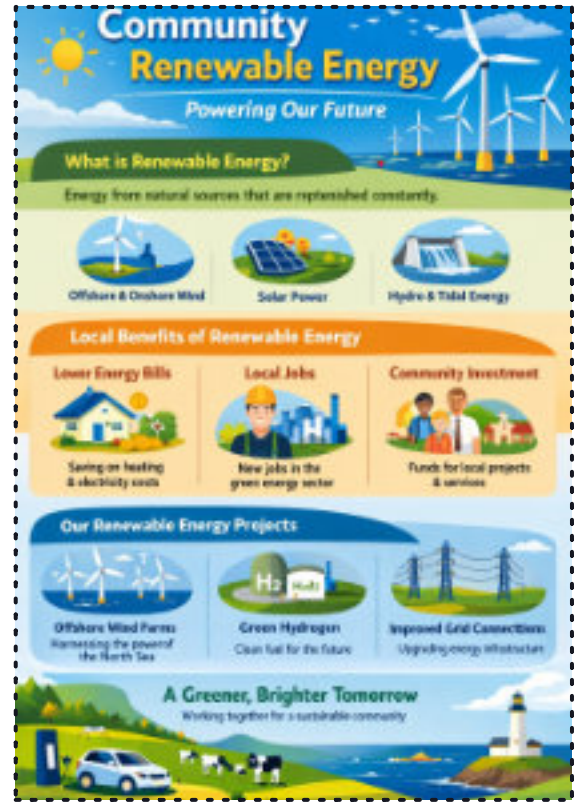 Community
Renewable Energy
Powering Our Future
What is Renewable Energy?
Energy from natural sources that are replenished constantly.
Offshore & Onshore Wind
Solar Power
Hydro & Tidal Energy
Local Benefits of Renewable Energy
Lower Energy Bills
Local Jobs
Community Investment
Saving on heating
& electricity costs
New jobs in the
green energy sector
Funds for local projects
& services
Our Renewable Energy Projects
H2
Offshore Wind Farms
Harnessing the power of
the North Sea
Green Hydrogen
Clean fuel for the future
Improved Grid Connections
Upgrading energy infrastructure
A Greener, Brighter Tomorrow
Working together for a sustainable community